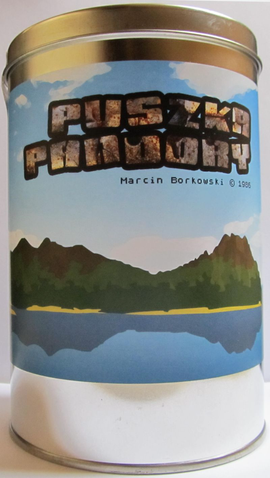 PUSZKA
PANDORY
Marcin Borkowski © 1986